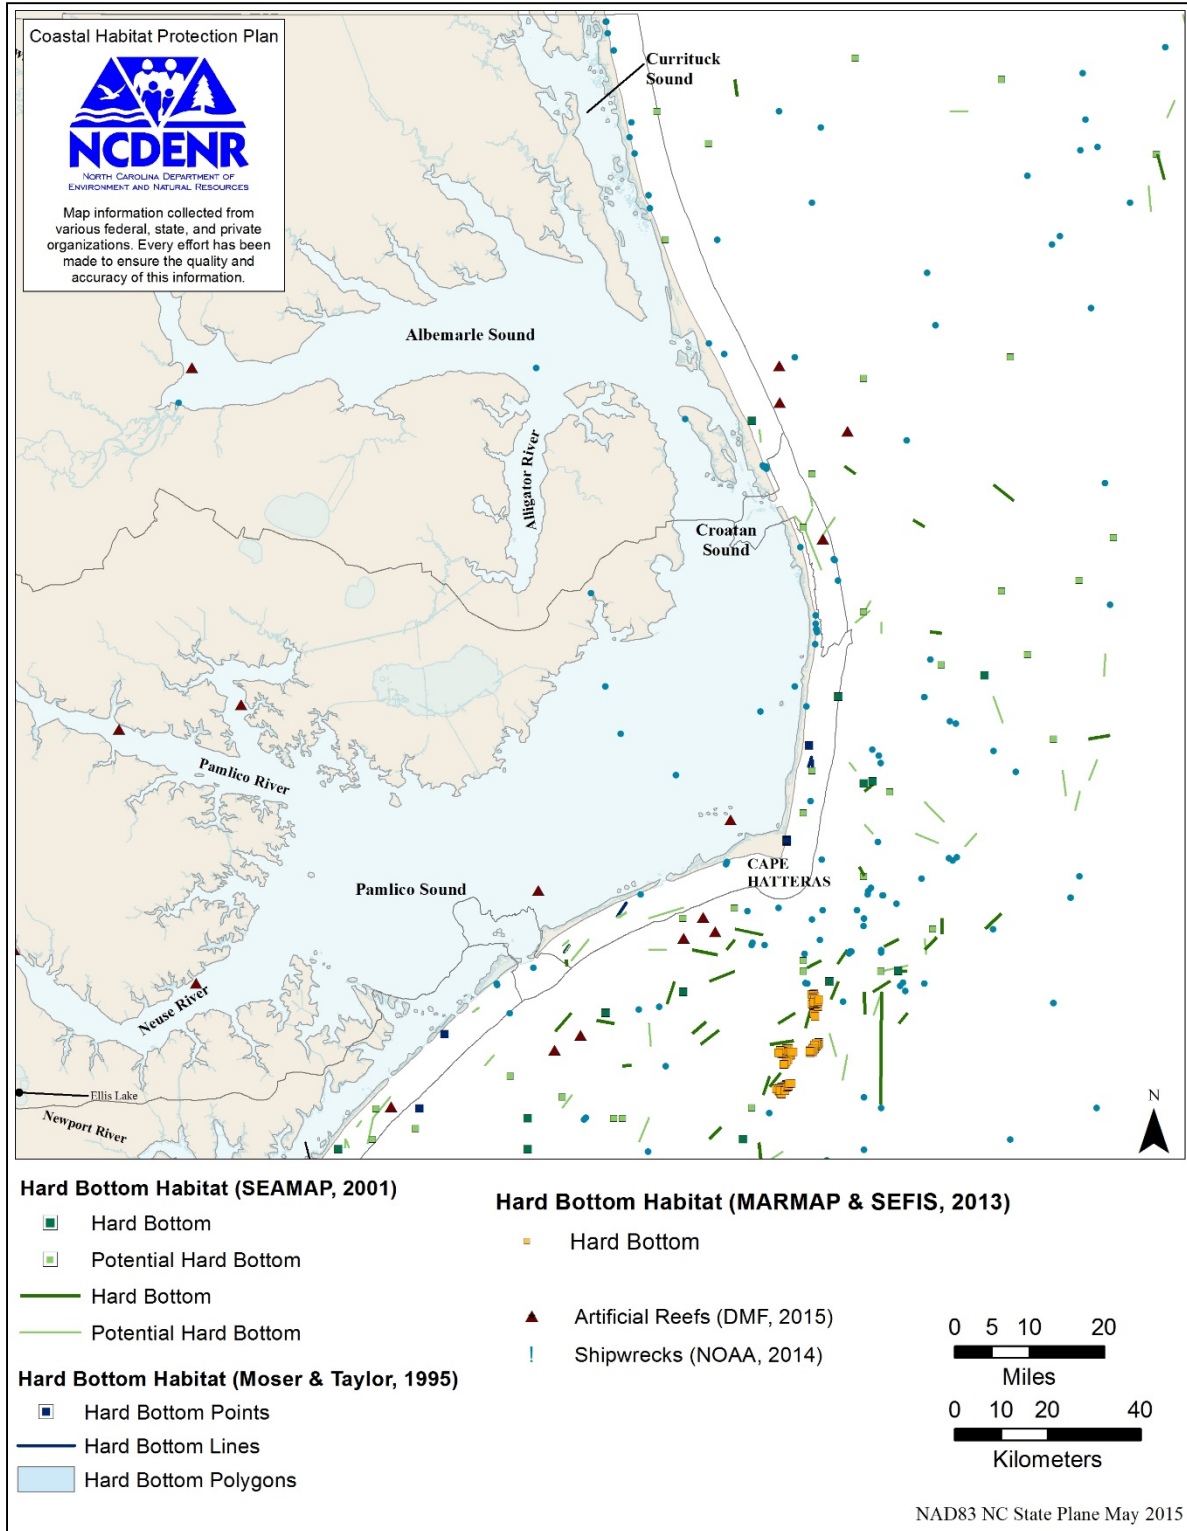 Coastal Habitat Protection Plan
NCDENR
NORTH CAROLINA DEPARTMENT OF
ENVIRONMENT AND NATURAL RESOURCES
Map information collected from
various federal, state, and private
organizations. Every effort has been
made to ensure the quality and
accuracy of this information.
Currituck
Sound
Albemarle Sound
Alligator River
Croatan
Sound
Pamlico River
CAPE
HATTERAS
Pamlico Sound
Neuse River
Ellis Lake
Newport River
N
Hard Bottom Habitat (SEAMAP, 2001)
Hard Bottom
Potential Hard Bottom
Hard Bottom
Potential Hard Bottom
Hard Bottom Habitat (Moser & Taylor, 1995)
Hard Bottom Points
Hard Bottom Lines
Hard Bottom Polygons
Hard Bottom Habitat (MARMAP & SEFIS, 2013)
Hard Bottom
Artificial Reefs (DMF, 2015)
! Shipwrecks (NOAA, 2014)
0 5 10 20
Miles
0 10 20 40
Kilometers
NAD83 NC State Plane May 2015